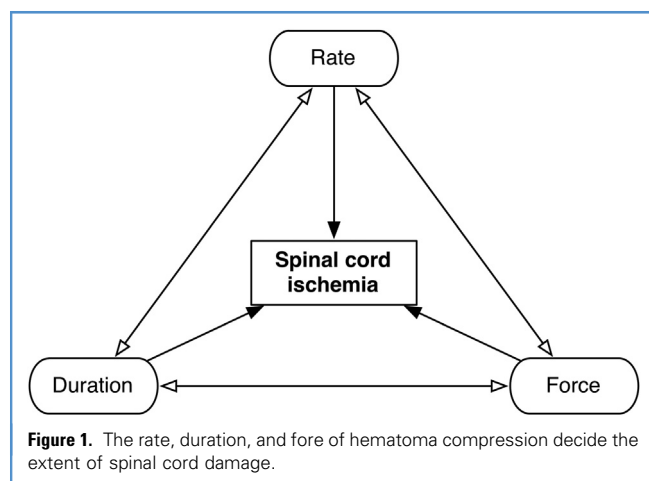 Rate
Spinal cord
ischemia
Duration
Force
Figure 1. The rate, duration, and fore of hematoma compression decide the
extent of spinal cord damage.